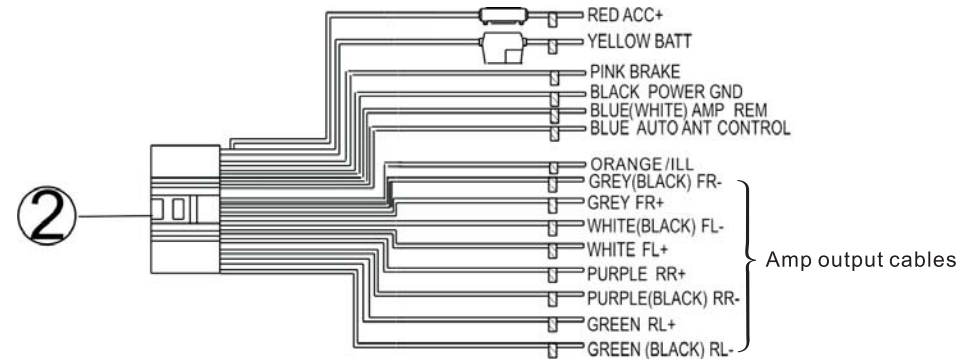 RED ACC+
YELLOW BATT
PINK BRAKE
BLACK POWER GND
BLUE(WHITE) AMP REM
BLUE AUTO ANT CONTROL
ORANGE/ILL
GREY(BLACK) FR-
GREY FR+
WHITE(BLACK) FL-
WHITE FL+
PURPLE RR+
PURPLE(BLACK) RR-
GREEN RL+
GREEN (BLACK) RL-
Amp output cables
2